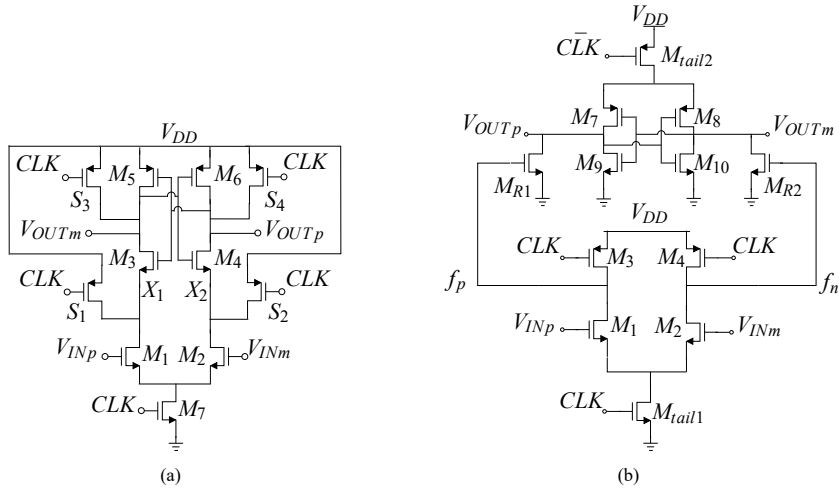 V_DD
CLK
M_5
M_6
CLK
S_3
S_4
V_OUTm
V_OUTp
M_3
M_4
CLK
X_1
X_2
CLK
S_1
S_2
V_INp
M_1
M_2
V_INm
CLK
M_7
(a)
V_DD
CL̅K
M_tail2
M_7
M_8
V_OUTp
V_OUTm
M_9
M_10
M_R1
M_R2
V_DD
CLK
M_3
M_4
CLK
f_p
f_n
V_INp
M_1
M_2
V_INm
CLK
M_tail1
(b)